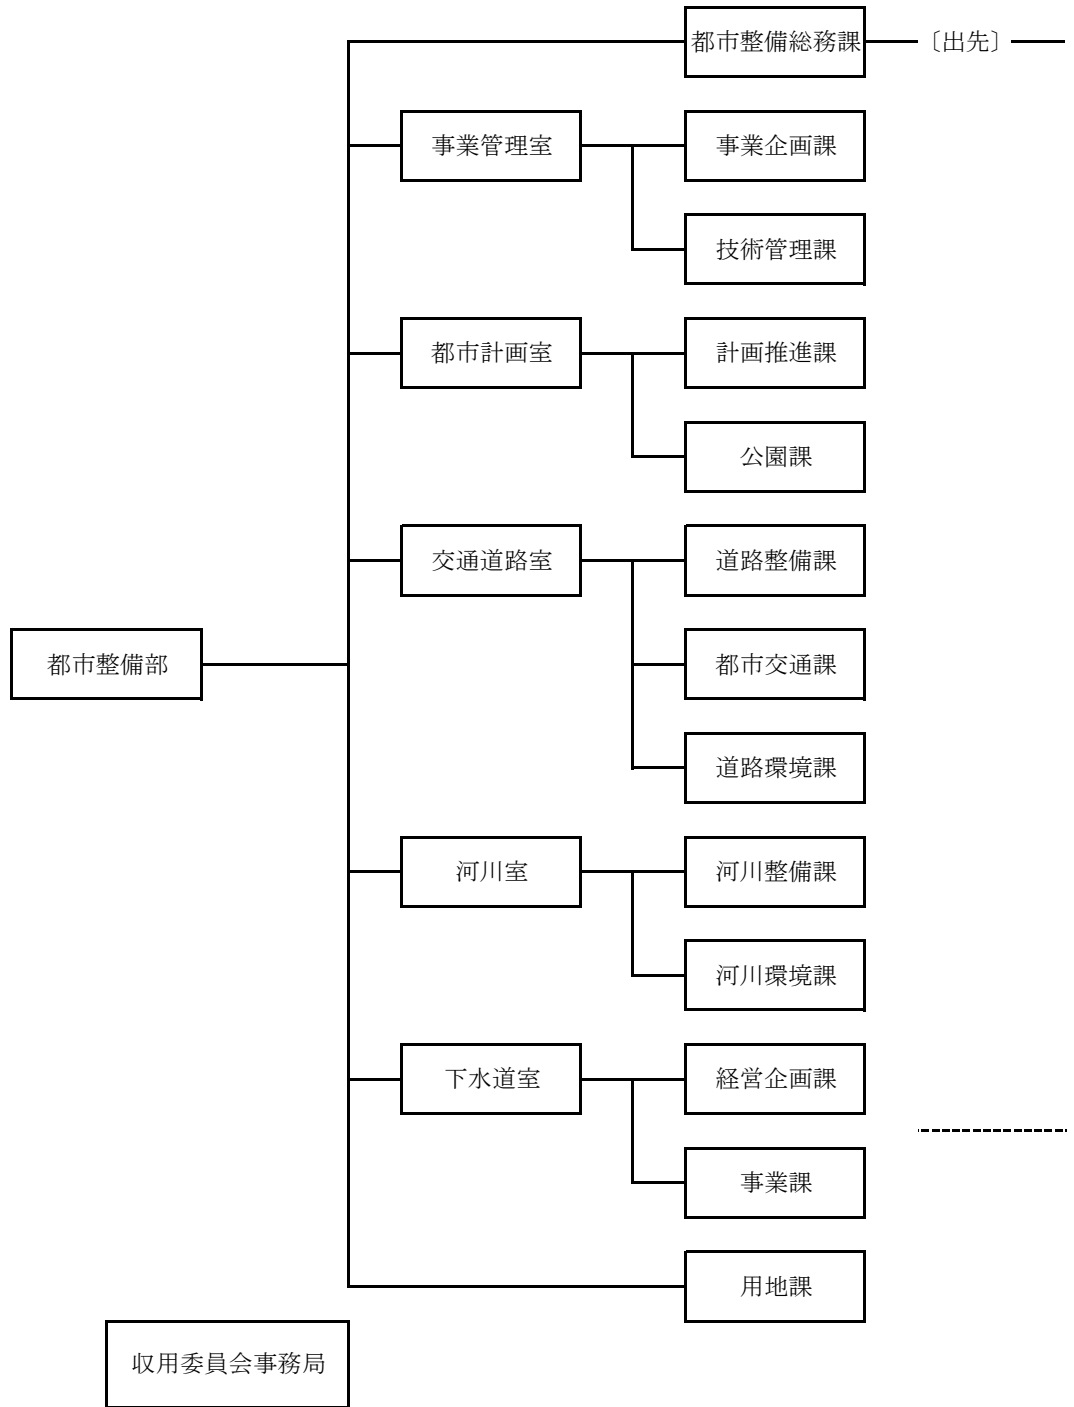 都市整備総務課
〔出先〕
事業管理室
事業企画課
技術管理課
都市計画室
計画推進課
公園課
交通道路室
道路整備課
都市整備部
都市交通課
道路環境課
河川室
河川整備課
河川環境課
下水道室
経営企画課
事業課
用地課
収用委員会事務局